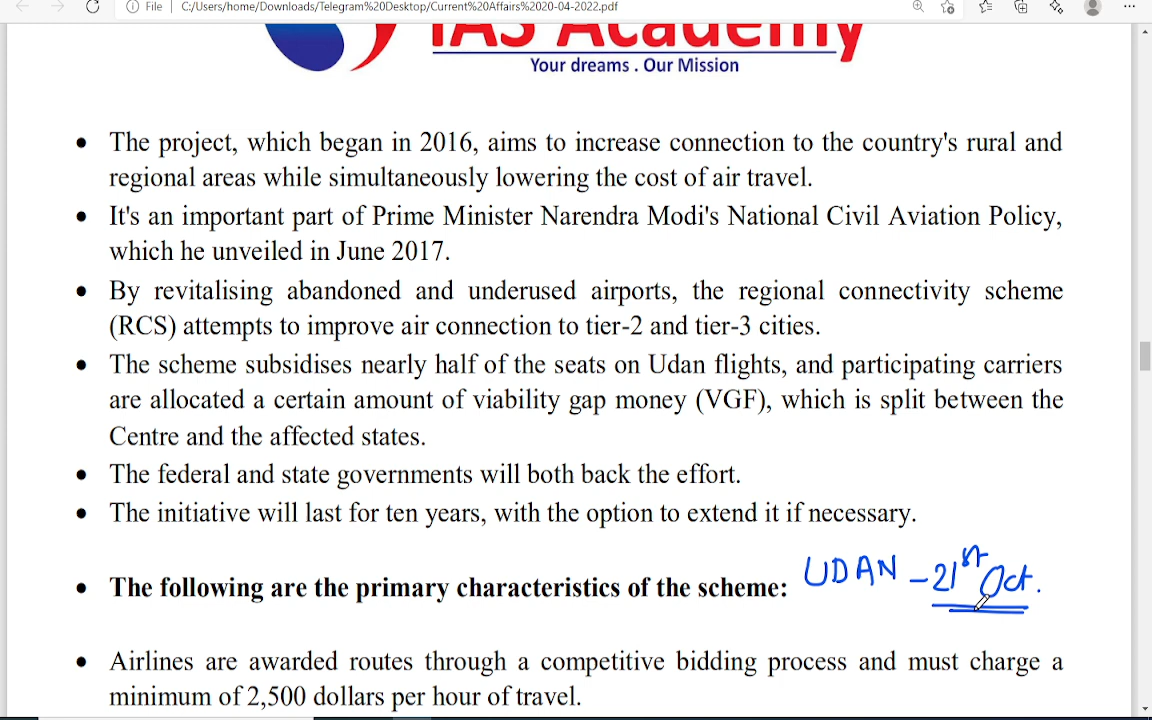 File
C:/Users/home/Downloads/Telegram%20Desktop/Current%20Affairs%2020-04-2022.pdf
IAS Academy
Your dreams . Our Mission
• The project, which began in 2016, aims to increase connection to the country's rural and
regional areas while simultaneously lowering the cost of air travel.
• It's an important part of Prime Minister Narendra Modi's National Civil Aviation Policy,
which he unveiled in June 2017.
• By revitalising abandoned and underused airports, the regional connectivity scheme
(RCS) attempts to improve air connection to tier-2 and tier-3 cities.
• The scheme subsidises nearly half of the seats on Udan flights, and participating carriers
are allocated a certain amount of viability gap money (VGF), which is split between the
Centre and the affected states.
• The federal and state governments will both back the effort.
• The initiative will last for ten years, with the option to extend it if necessary.
• The following are the primary characteristics of the scheme:
UDAN - 21st Oct.
• Airlines are awarded routes through a competitive bidding process and must charge a
minimum of 2,500 dollars per hour of travel.